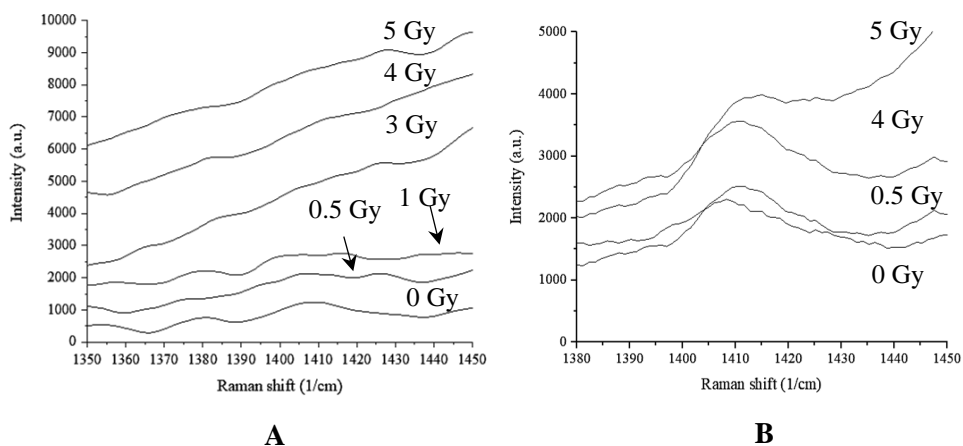 10000
9000
8000
7000
6000
5000
4000
3000
2000
1000
0
Intensity (a.u.)
5 Gy
4 Gy
3 Gy
1 Gy
0.5 Gy
0 Gy
1350 1360 1370 1380 1390 1400 1410 1420 1430 1440 1450
Raman shift (1/cm)
A
5000
4000
3000
2000
1000
0
Intensity (a.u.)
5 Gy
4 Gy
0.5 Gy
0 Gy
1380 1390 1400 1410 1420 1430 1440 1450
Raman shift (1/cm)
B